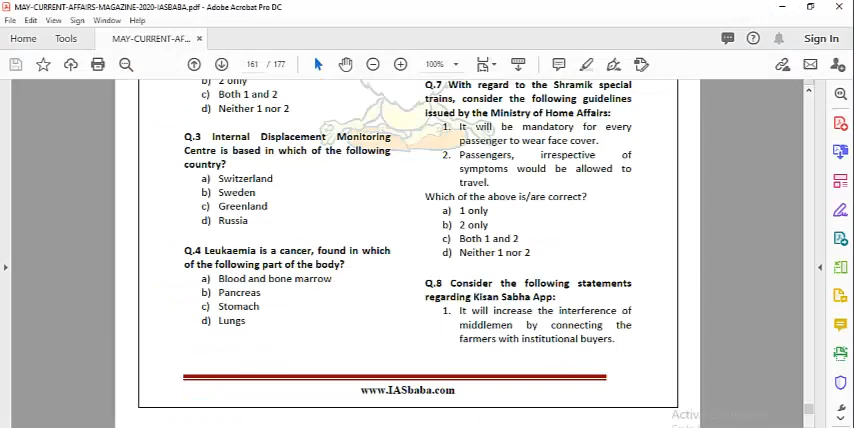 MAY-CURRENT-AFFAIRS-MAGAZINE-2020-IASBABA.pdf - Adobe Acrobat Pro DC
File Edit View Sign Window Help
Home Tools MAY-CURRENT-AF... × Sign In
161 / 177 100%
b) 2 only
c) Both 1 and 2
d) Neither 1 nor 2
Q.3 Internal Displacement Monitoring
Centre is based in which of the following
country?
a) Switzerland
b) Sweden
c) Greenland
d) Russia
Q.4 Leukaemia is a cancer, found in which
of the following part of the body?
a) Blood and bone marrow
b) Pancreas
c) Stomach
d) Lungs
Q.7 With regard to the Shramik special
trains, consider the following guidelines
issued by the Ministry of Home Affairs:
1. It will be mandatory for every
passenger to wear face cover.
2. Passengers, irrespective of
symptoms would be allowed to
travel.
Which of the above is/are correct?
a) 1 only
b) 2 only
c) Both 1 and 2
d) Neither 1 nor 2
Q.8 Consider the following statements
regarding Kisan Sabha App:
1. It will increase the interference of
middlemen by connecting the
farmers with institutional buyers.
www.IASbaba.com